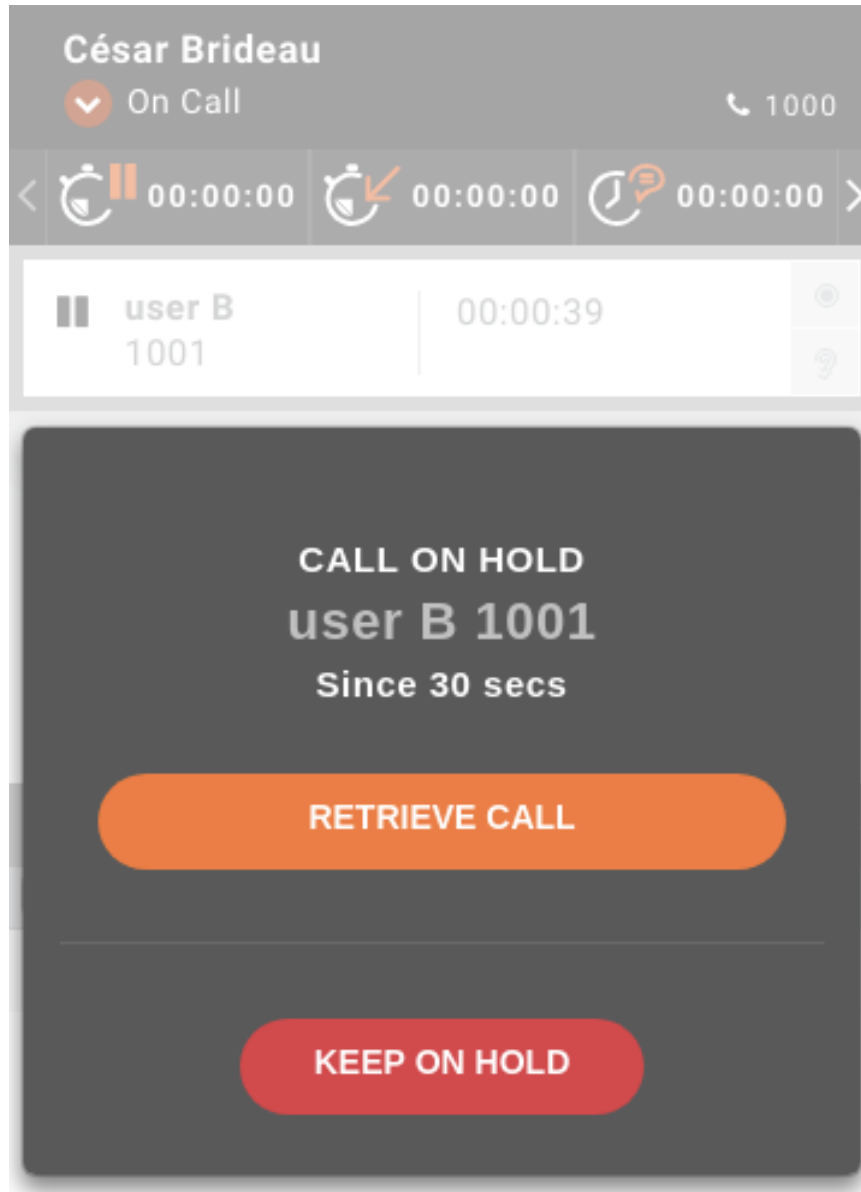 César Brideau
On Call
1000
00:00:00 00:00:00 00:00:00
user B
00:00:39
1001
CALL ON HOLD
user B 1001
Since 30 secs
RETRIEVE CALL
KEEP ON HOLD